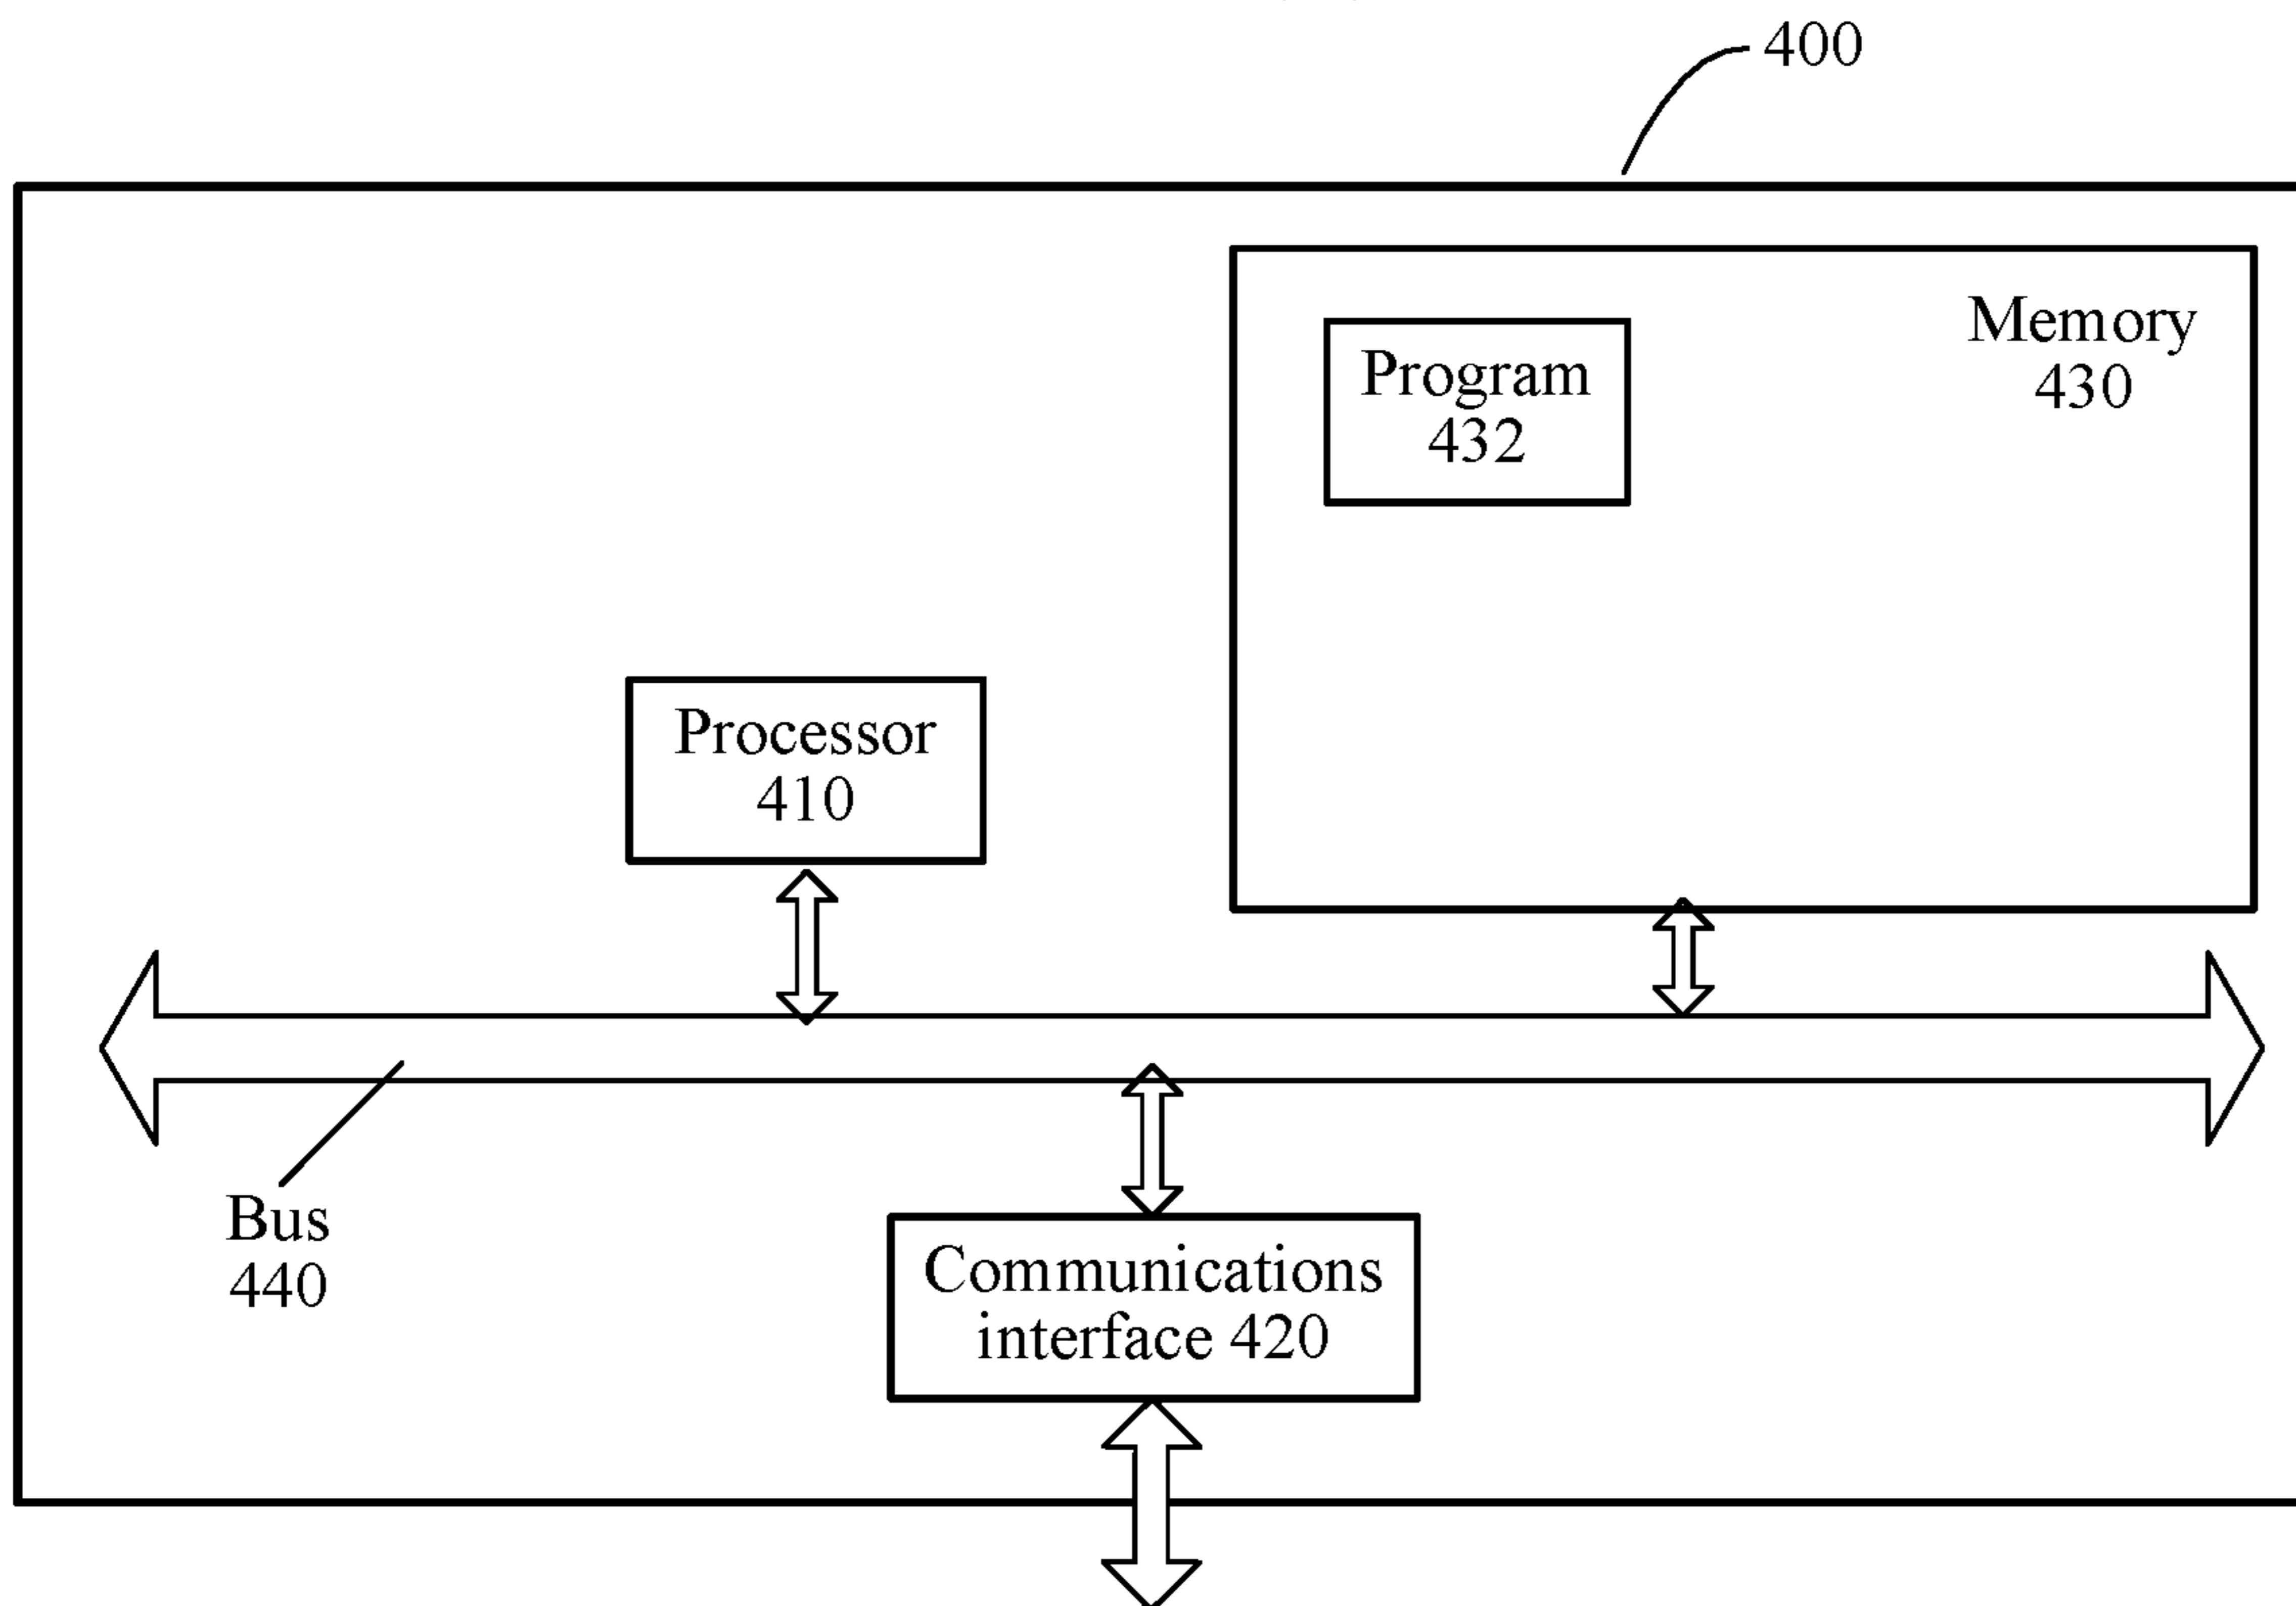 400
Memory
430
Program
432
Processor
410
Bus
440
Communications
interface 420